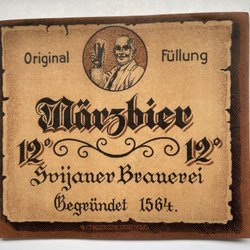 Original Füllung
Märzbier
12° 12°
Svijaner Brauerei
Gegründet 1564.